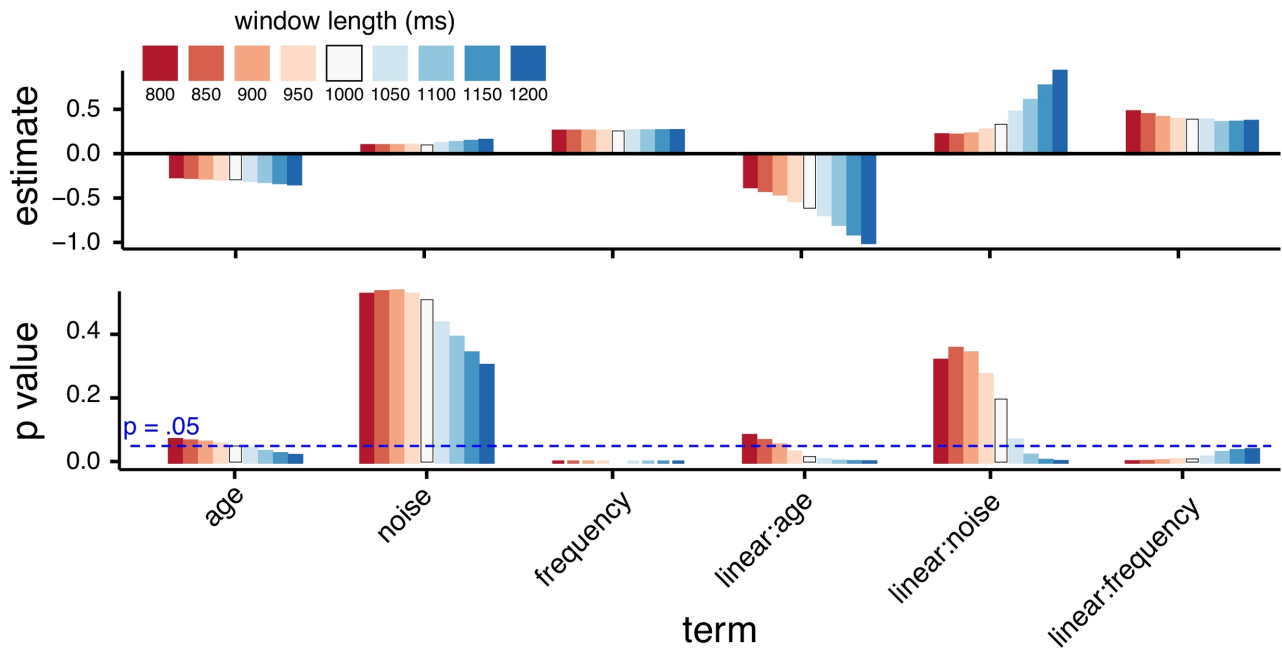 window length (ms)
800 850 900 950 1000 1050 1100 1150 1200
estimate
0.5
0.0
−0.5
−1.0
p value
0.4
0.2
0.0
p = .05
age
noise
frequency
linear:age
linear:noise
linear:frequency
term